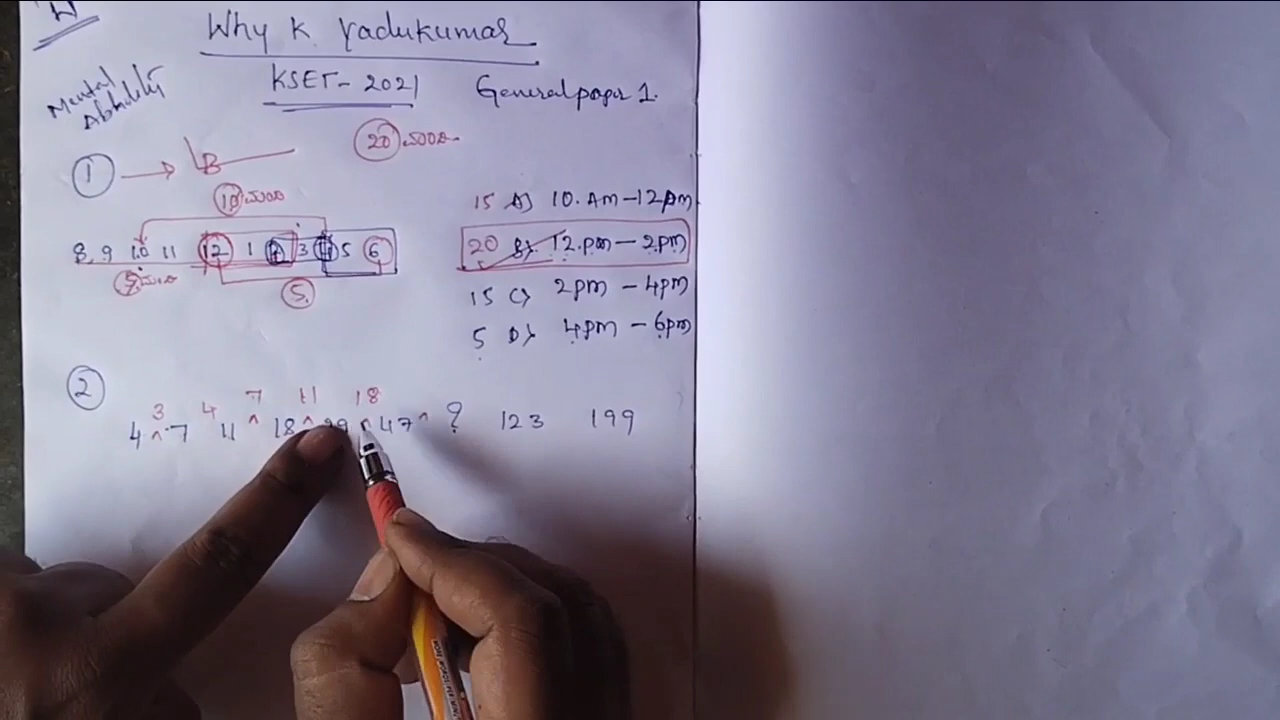 Why K Yadukumar
KSET - 2021 General paper 1.
Mental
Abhility
20
1 → B
10
8 9 10 11 12 1 2 3 4 5 6
5
15 A) 10. Am - 12pm
20 B) 12.pm - 2pm
15 C) 2pm - 4pm
5 D) 4pm - 6pm
2
3 4 7 11 18
4 ^ 7 11 ^ 18 ^ 29 ^ 47 ^ ? 123 199